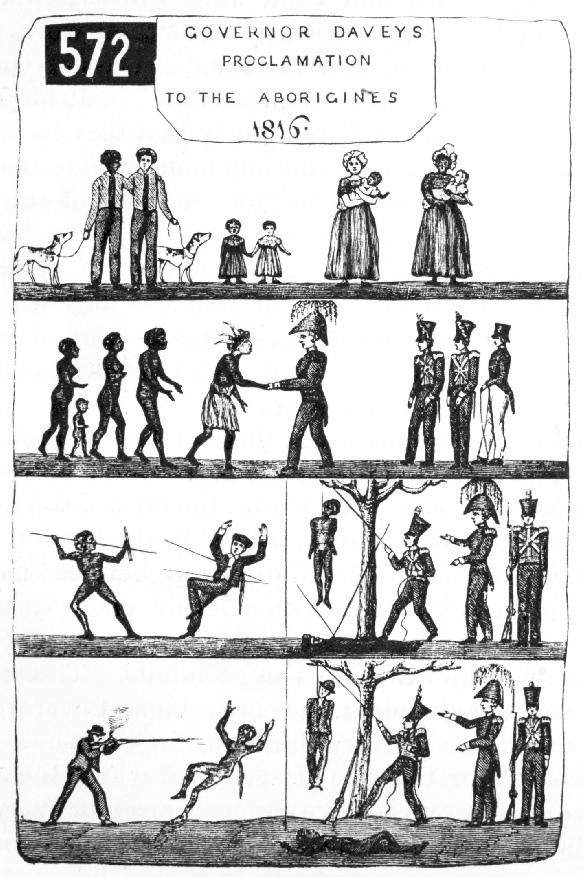 572
GOVERNOR DAVEYS
PROCLAMATION
TO THE ABORIGINES
1816.